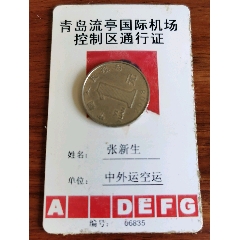 青岛流亭国际机场
控制区通行证
姓名: 张新生
单位: 中外运空运
A DEFG
编号: 06835